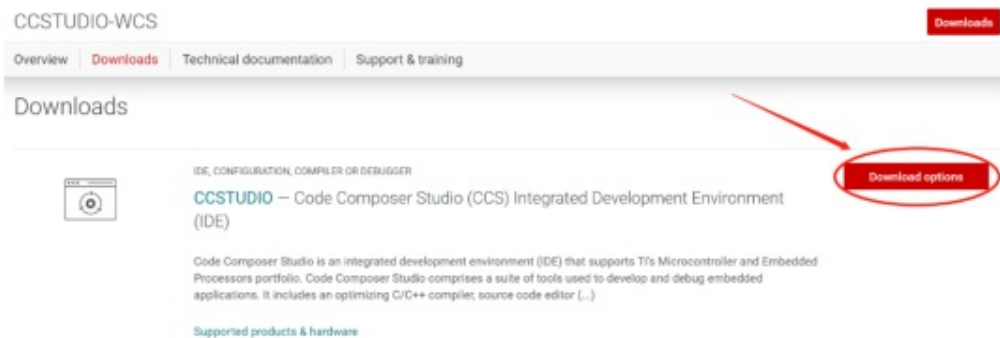 CCSTUDIO-WCS
Downloads
Overview Downloads Technical documentation Support & training
Downloads
IDE, CONFIGURATION, COMPILER OR DEBUGGER
Download options
CCSTUDIO — Code Composer Studio (CCS) Integrated Development Environment
(IDE)
Code Composer Studio is an integrated development environment (IDE) that supports TI's Microcontroller and Embedded
Processors portfolio. Code Composer Studio comprises a suite of tools used to develop and debug embedded
applications. It includes an optimizing C/C++ compiler, source code editor (...)
Supported products & hardware